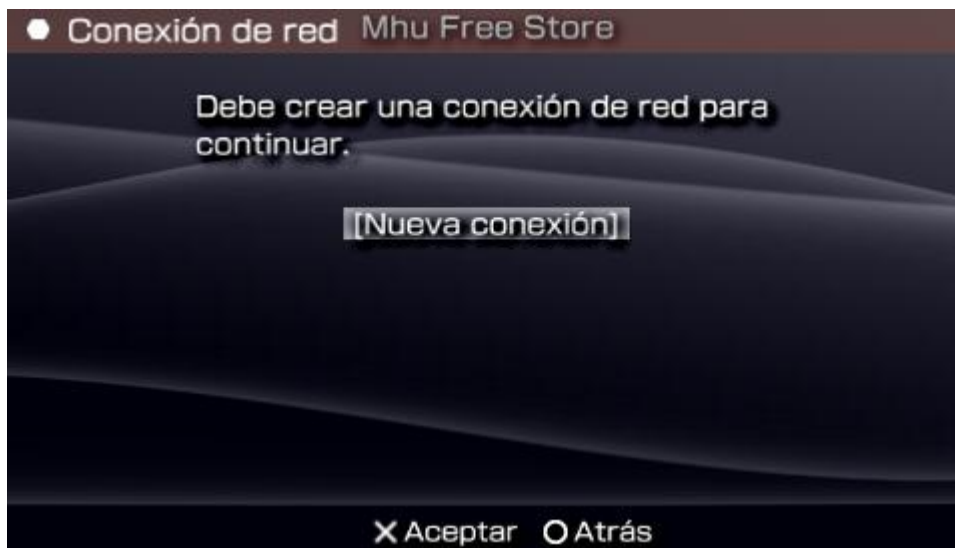 Conexión de red Mhu Free Store
Debe crear una conexión de red para
continuar.
[Nueva conexión]
Aceptar Atrás